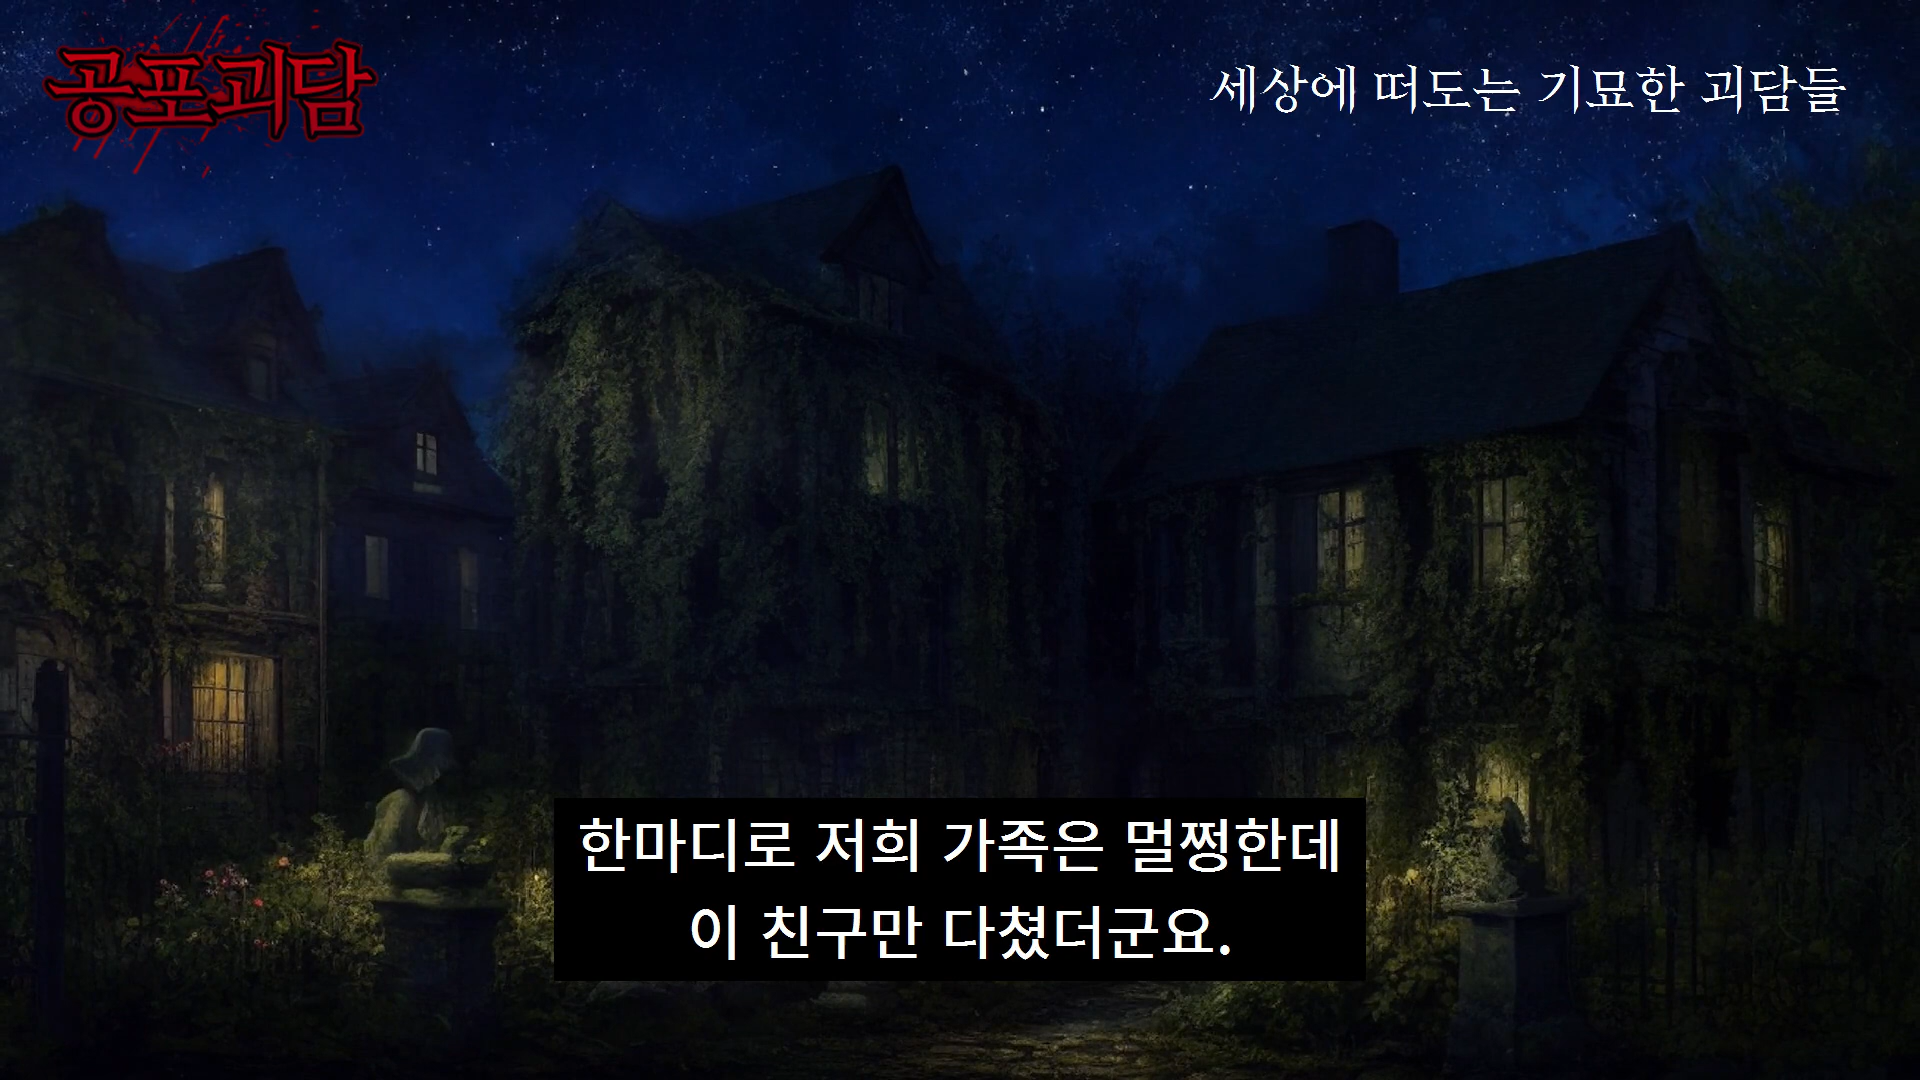 공포괴담
세상에 떠도는 기묘한 괴담들
한마디로 저희 가족은 멀쩡한데
이 친구만 다쳤더군요.